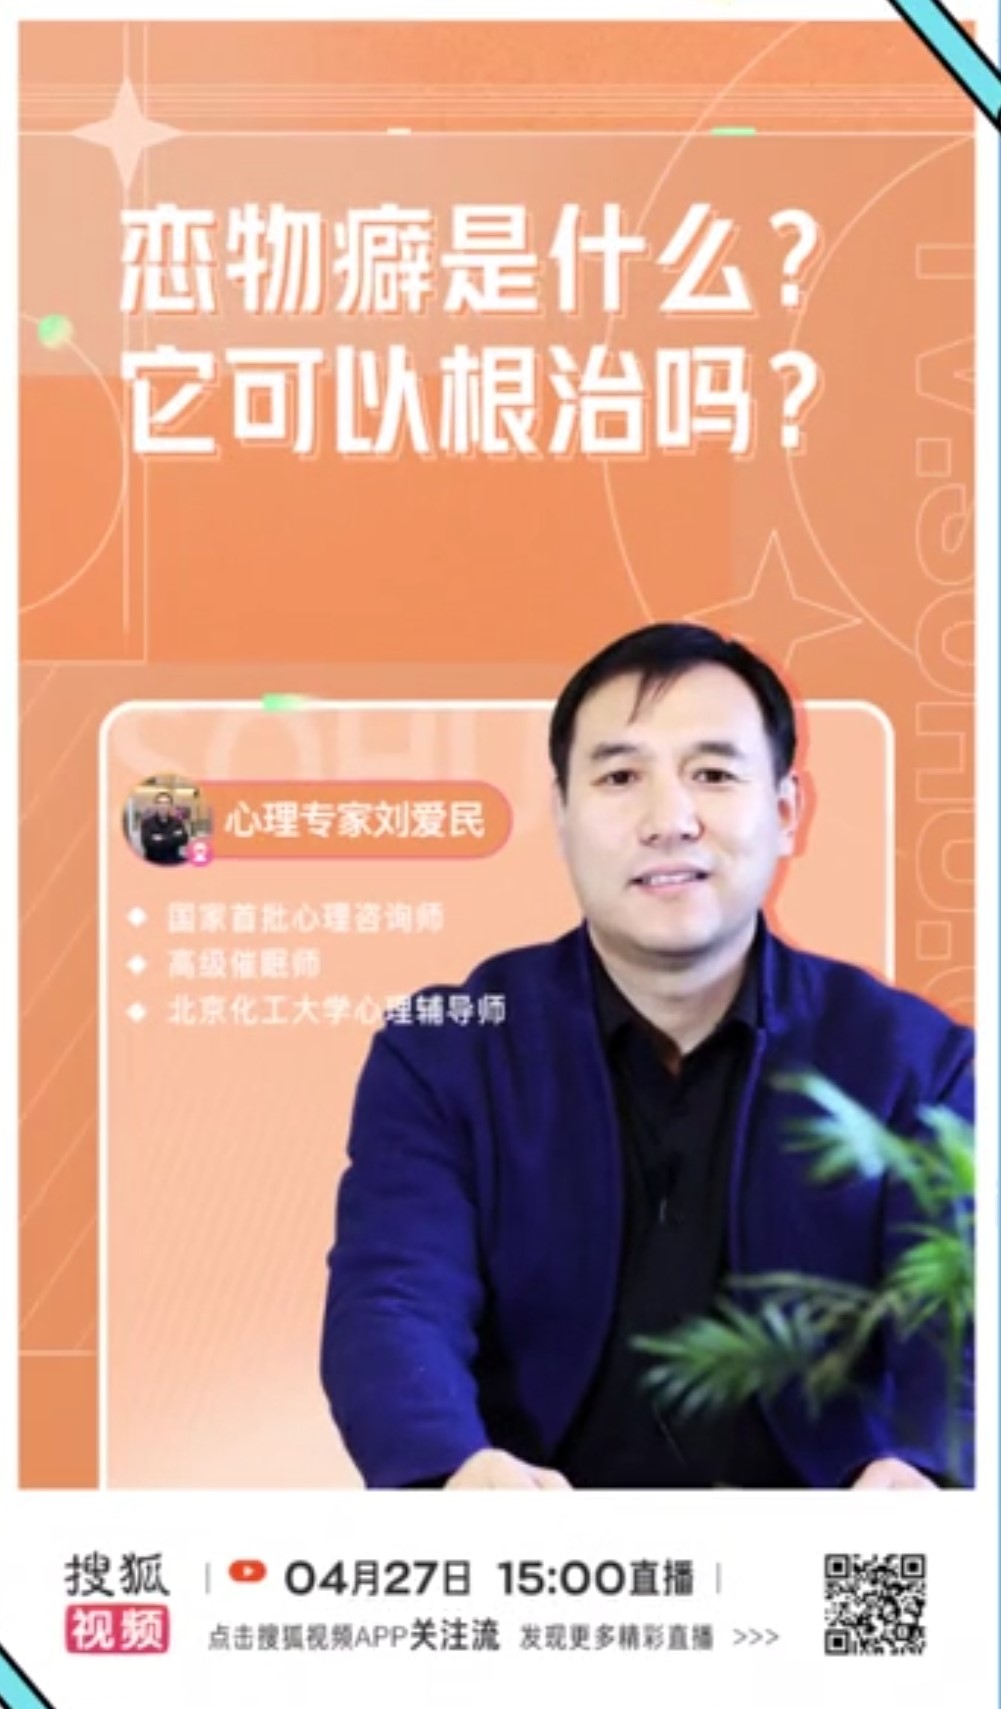 恋物癖是什么?
它可以根治吗?
SOHU
TV.SOHU.
心理专家刘爱民
国家首批心理咨询师
高级催眠师
北京化工大学心理辅导师
搜狐
视频
04月27日 15:00直播
点击搜狐视频APP关注流 发现更多精彩直播 >>>